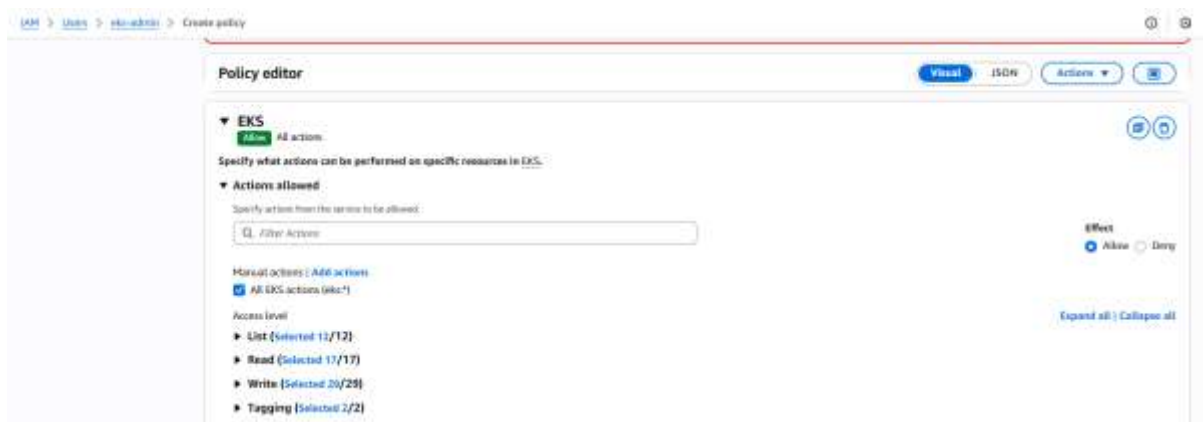 IAM > Users > eks-admin > Create policy
Policy editor
Visual JSON Actions
EKS
Allow All actions
Specify what actions can be performed on specific resources in EKS.
Actions allowed
Specify actions from the service to be allowed.
Filter Actions
Effect
Allow Deny
Manual actions | Add actions
All EKS actions (eks:*)
Access level
Expand all | Collapse all
List (Selected 12/12)
Read (Selected 17/17)
Write (Selected 29/29)
Tagging (Selected 2/2)